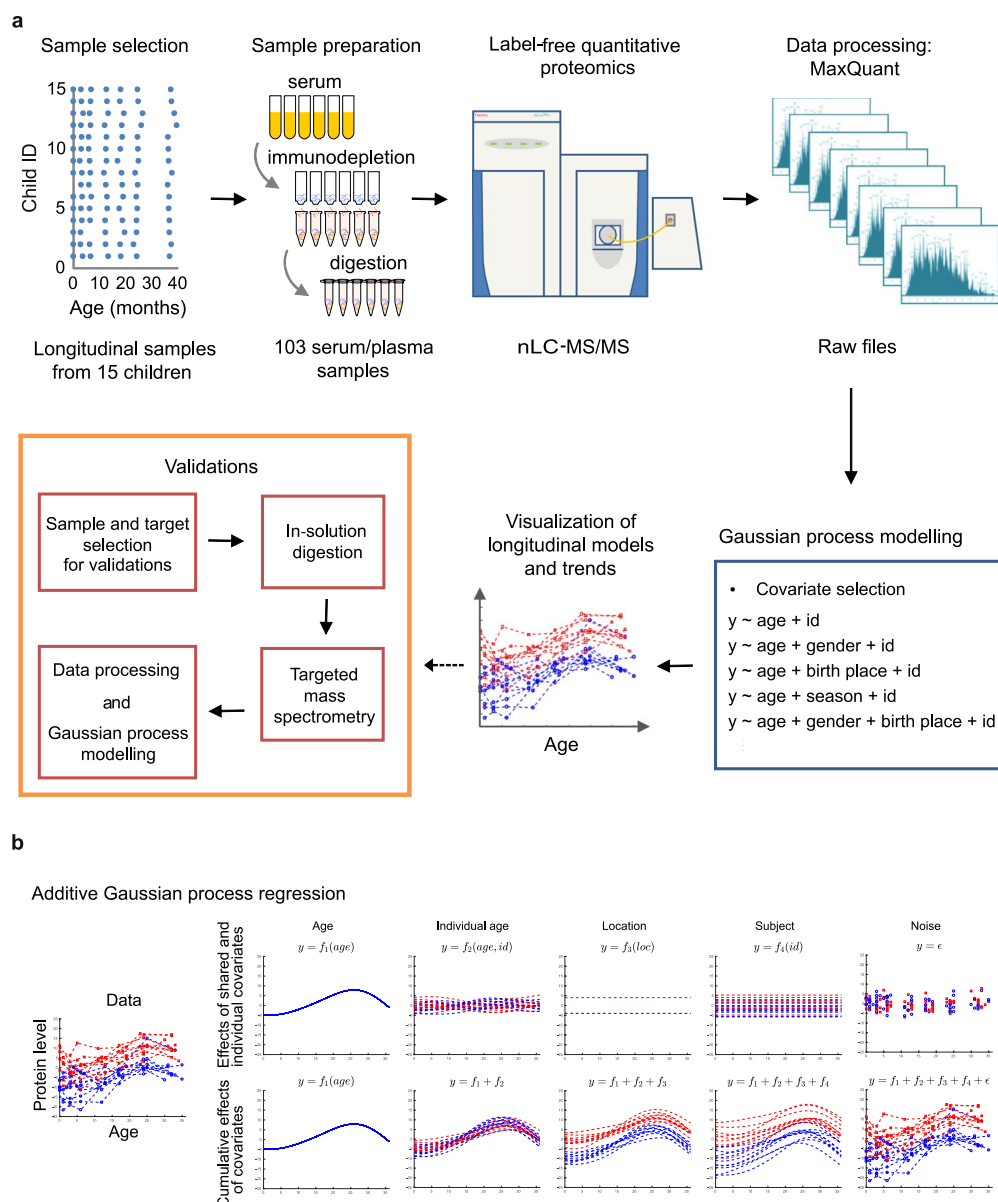 a
Sample selection
Sample preparation
Label-free quantitative
proteomics
Data processing:
MaxQuant
15
10
5
0
Child ID
0 10 20 30 40
Age (months)
serum
immunodepletion
digestion
Longitudinal samples
from 15 children
103 serum/plasma
samples
nLC-MS/MS
Raw files
Validations
Sample and target
selection
for validations
In-solution
digestion
Targeted
mass
spectrometry
Data processing
and
Gaussian process
modelling
Visualization of
longitudinal models
and trends
Age
Gaussian process modelling
• Covariate selection
y ~ age + id
y ~ age + gender + id
y ~ age + birth place + id
y ~ age + season + id
y ~ age + gender + birth place + id
b
Additive Gaussian process regression
Data
Protein level
Age
Effects of shared and
individual covariates
Age
y = f₁(age)
Individual age
y = f₂(age, id)
Location
y = f₃(loc)
Subject
y = f₄(id)
Noise
y = ϵ
Cumulative effects
of covariates
y = f₁(age)
y = f₁ + f₂
y = f₁ + f₂ + f₃
y = f₁ + f₂ + f₃ + f₄
y = f₁ + f₂ + f₃ + f₄ + ϵ